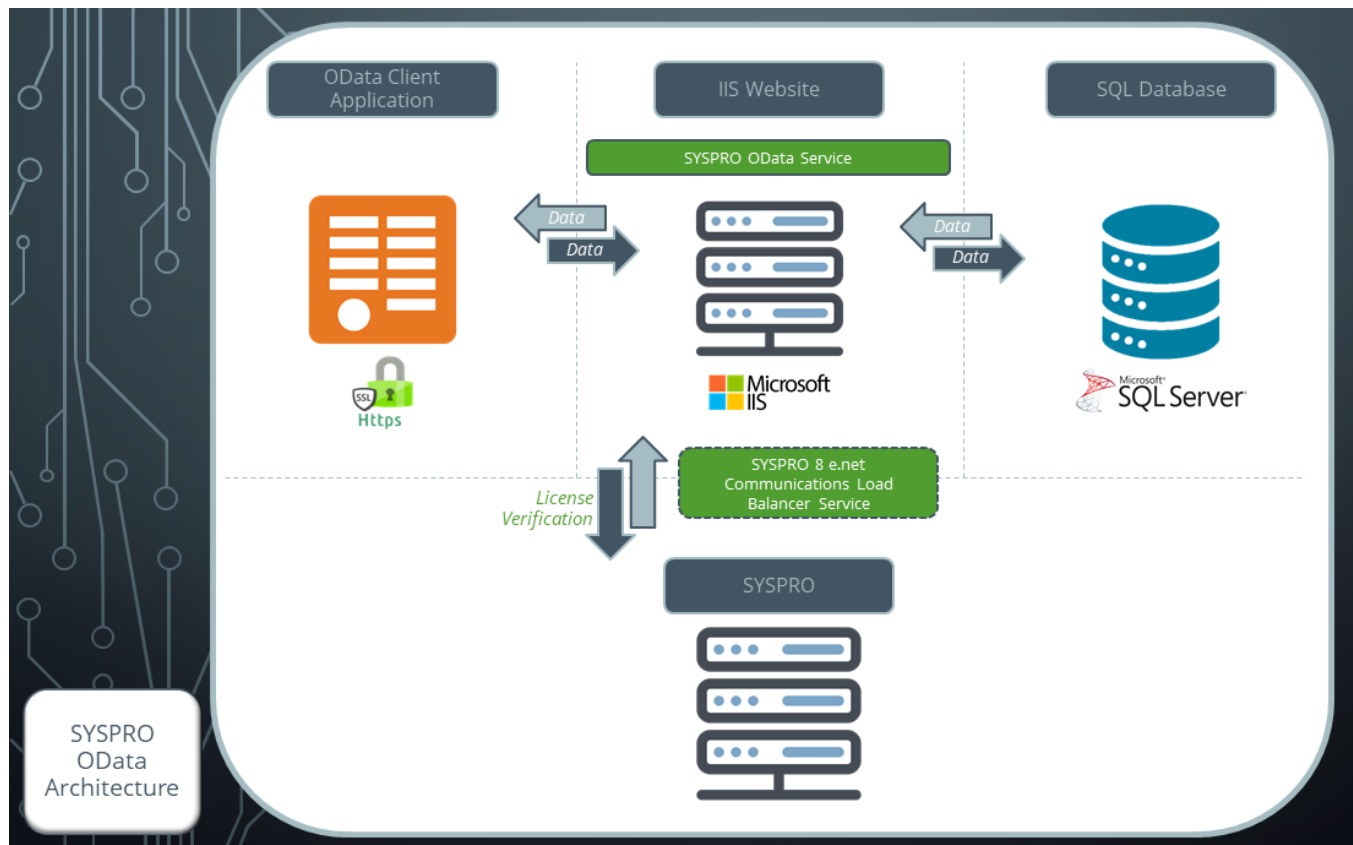 OData Client
Application
IIS Website
SQL Database
SYSPRO OData Service
Data
Data
Data
Data
SSL
Https
Microsoft
IIS
Microsoft®
SQL Server®
License
Verification
SYSPRO 8 e.net
Communications Load
Balancer Service
SYSPRO
SYSPRO
OData
Architecture